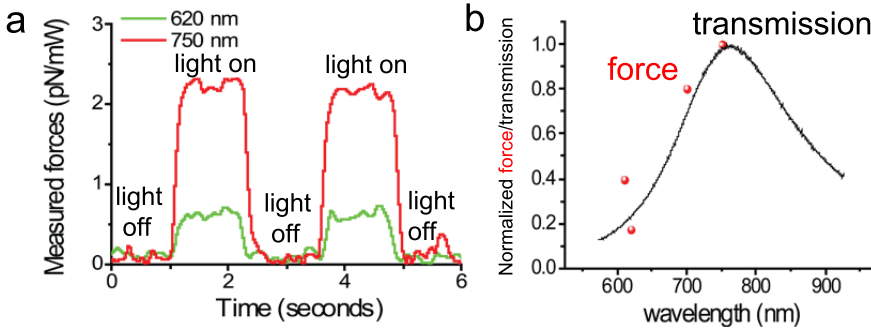 a
620 nm
750 nm
light on
light on
light off
light off
light off
Measured forces (pN/mW)
3
2
1
0
0
2
4
6
Time (seconds)
b
transmission
force
Normalized force/transmission
1.0
0.8
0.6
0.4
0.2
0.0
600
700
800
900
wavelength (nm)